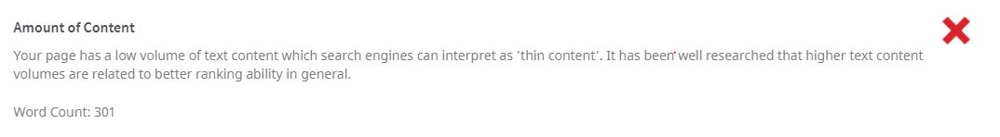 Amount of Content
Your page has a low volume of text content which search engines can interpret as 'thin content'. It has been well researched that higher text content
volumes are related to better ranking ability in general.
Word Count: 301